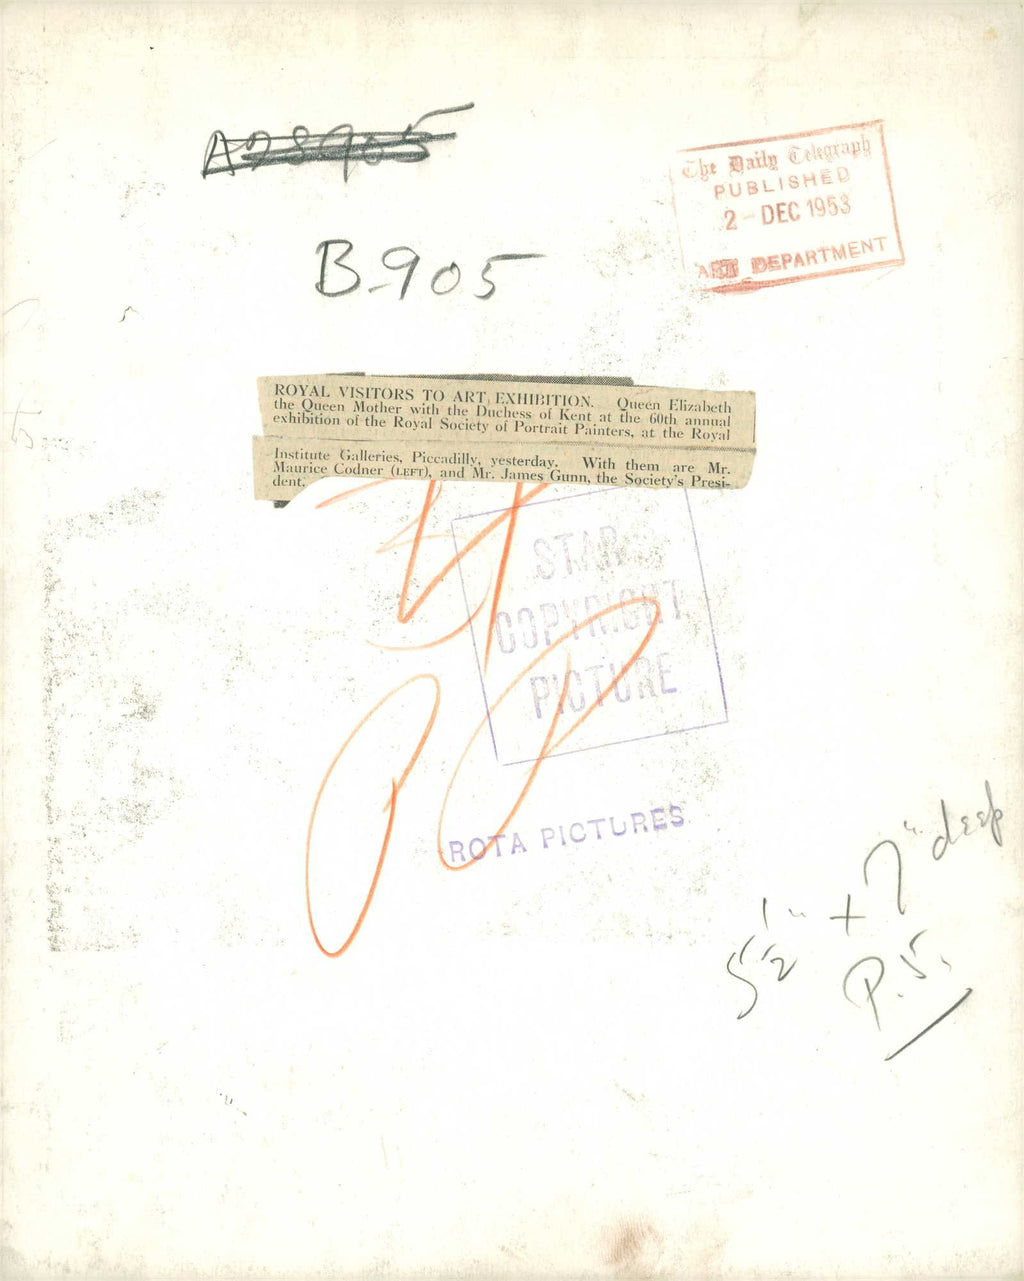 The Daily Telegraph
PUBLISHED
2 - DEC 1953
ART DEPARTMENT
B.905
ROYAL VISITORS TO ART EXHIBITION. Queen Elizabeth
the Queen Mother with the Duchess of Kent at the 60th annual
exhibition of the Royal Society of Portrait Painters, at the Royal
Institute Galleries, Piccadilly, yesterday. With them are Mr.
Maurice Codner (LEFT), and Mr. James Gunn, the Society's Presi-
dent.
STAR
COPYRIGHT
PICTURE
ROTA PICTURES
5 1/2" + 7" deep
P.5.